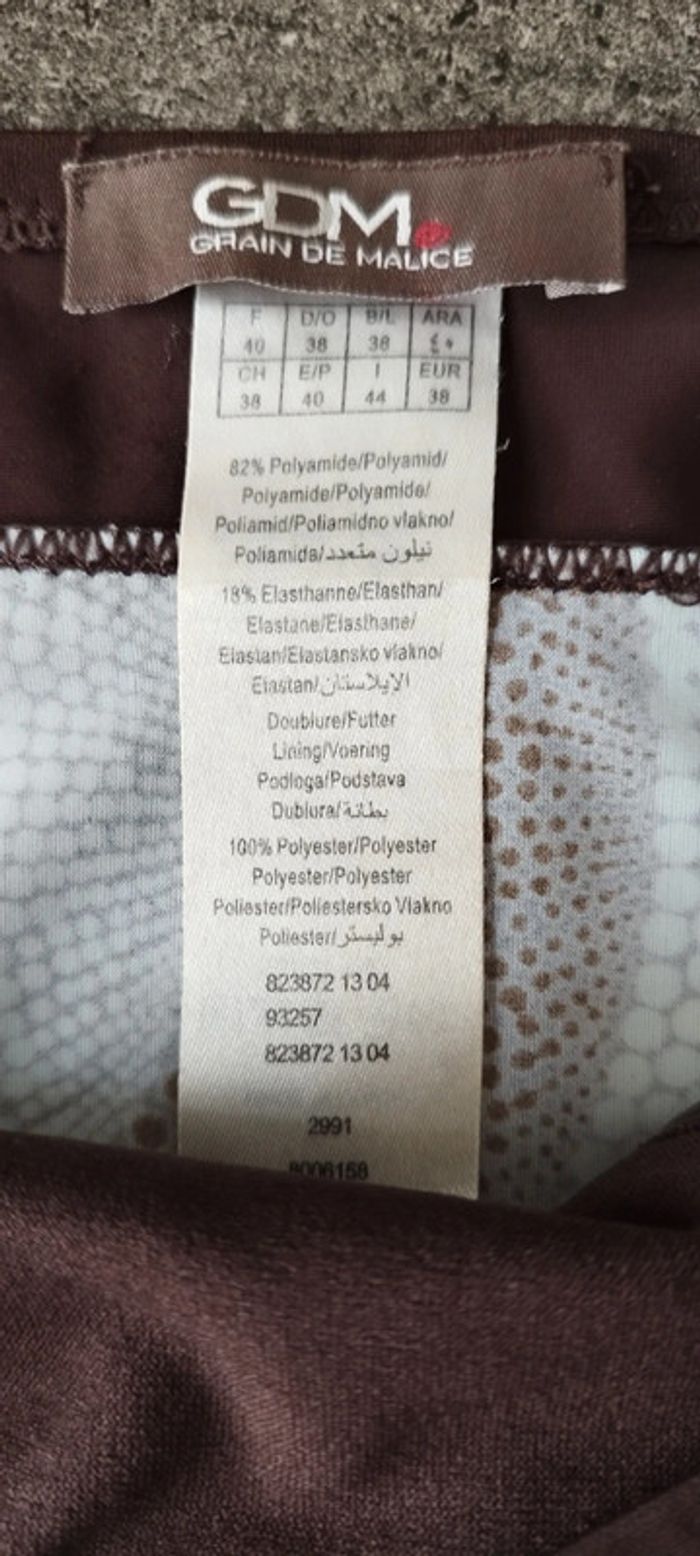 GDM.
GRAIN DE MALICE
F D/O B/L ARA
40 38 38 ٤٠
CH E/P I EUR
38 40 44 38
82% Polyamide/Polyamid/
Polyamide/Polyamide/
Poliamid/Poliamidno vlakno/
Poliamida/نيلون متعدد
18% Elasthanne/Elasthan/
Elastane/Elasthane/
Elastan/Elastansko vlakno/
Elastan/الإيلاستان
Doublure/Futter
Lining/Voering
Podloga/Podstava
Dublura/بطانة
100% Polyester/Polyester
Polyester/Polyester
Poliester/Poliestersko Vlakno
Poliester/بوليستر
823872 13 04
93257
823872 13 04
2991
8006158